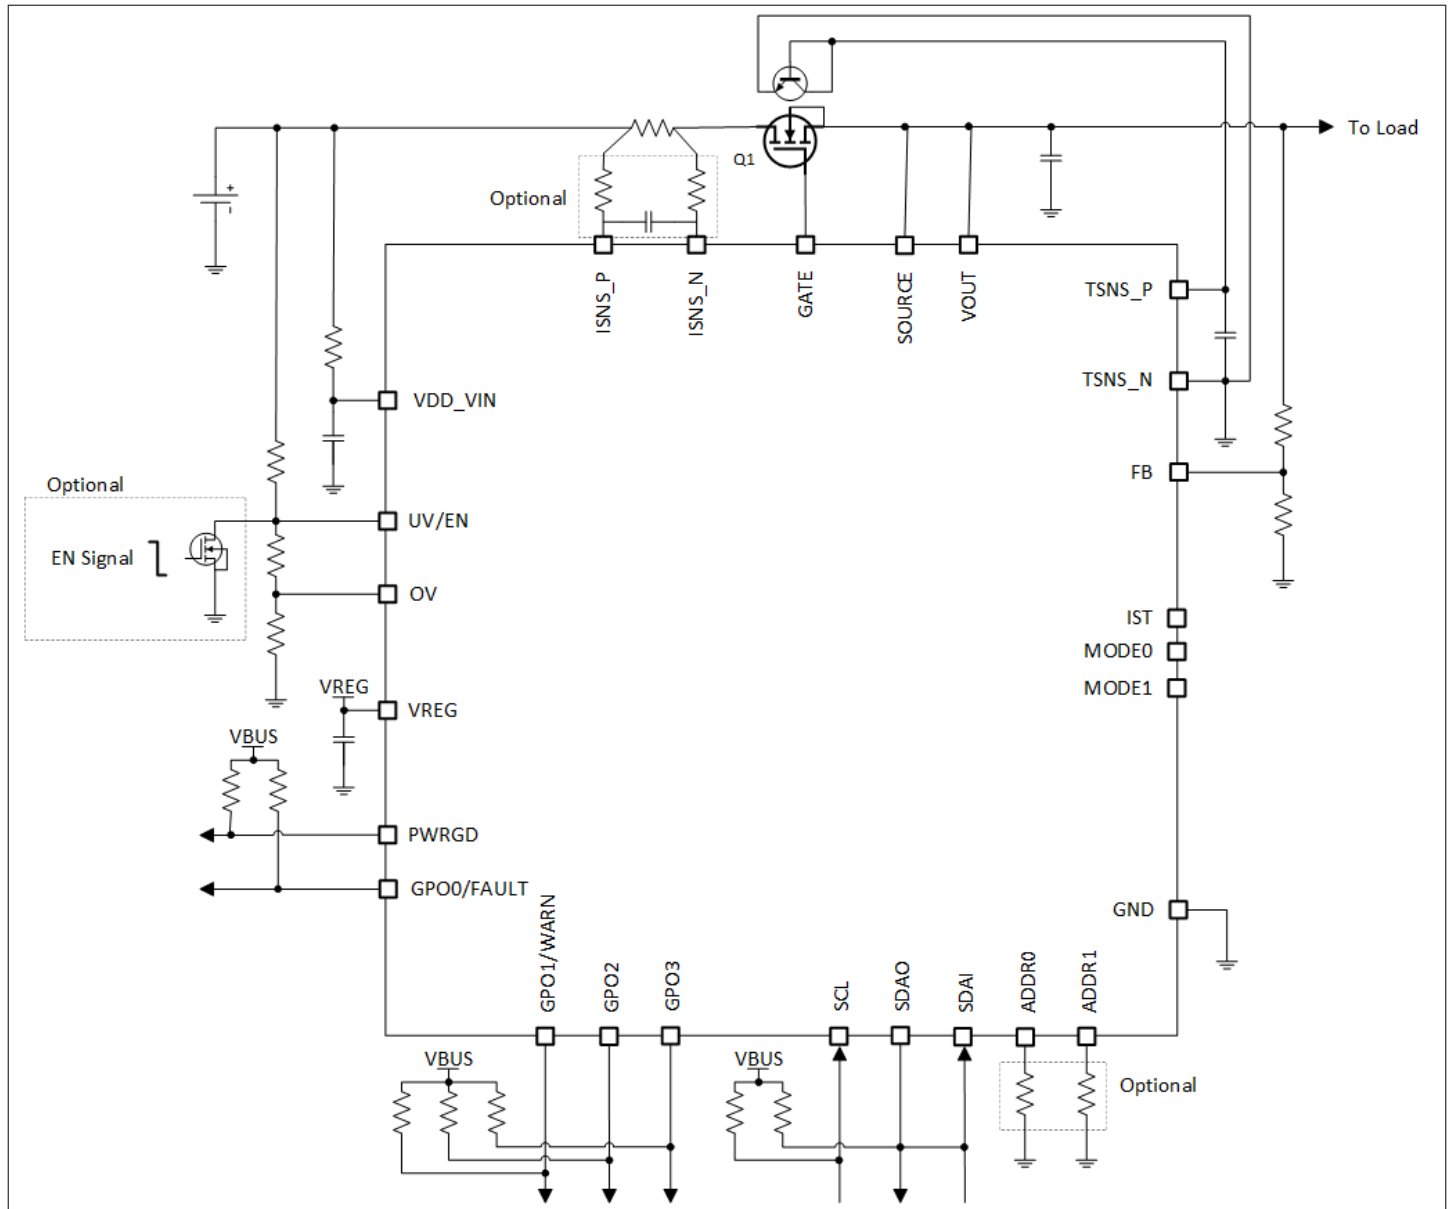 To Load
Q1
Optional
+
-
ISNS_P
ISNS_N
GATE
SOURCE
VOUT
TSNS_P
TSNS_N
VDD_VIN
FB
Optional
UV/EN
EN Signal
OV
IST
MODE0
MODE1
VREG
VREG
VBUS
PWRGD
GPO0/FAULT
GND
GPO1/WARN
GPO2
GPO3
SCL
SDAO
SDAI
ADDR0
ADDR1
VBUS
VBUS
Optional